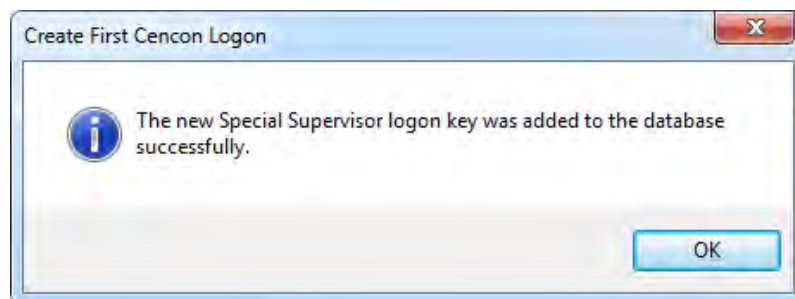 Create First Cencon Logon
The new Special Supervisor logon key was added to the database
successfully.
OK